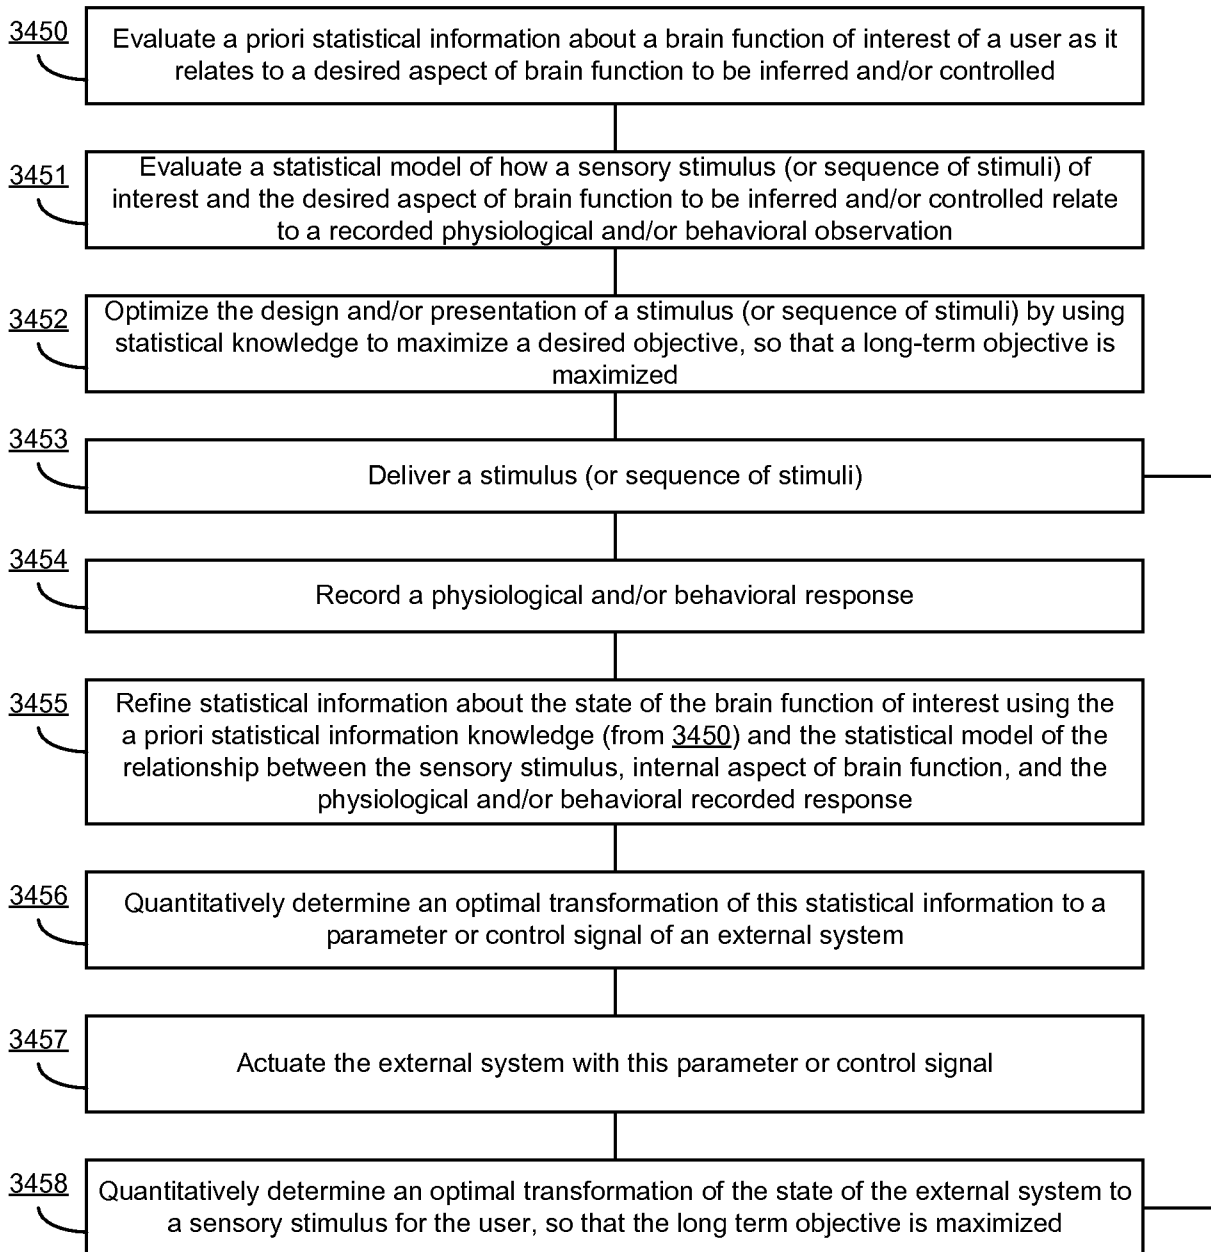 3450
Evaluate a priori statistical information about a brain function of interest of a user as it
relates to a desired aspect of brain function to be inferred and/or controlled
3451
Evaluate a statistical model of how a sensory stimulus (or sequence of stimuli) of
interest and the desired aspect of brain function to be inferred and/or controlled relate
to a recorded physiological and/or behavioral observation
3452
Optimize the design and/or presentation of a stimulus (or sequence of stimuli) by using
statistical knowledge to maximize a desired objective, so that a long-term objective is
maximized
3453
Deliver a stimulus (or sequence of stimuli)
3454
Record a physiological and/or behavioral response
3455
Refine statistical information about the state of the brain function of interest using the
a priori statistical information knowledge (from 3450) and the statistical model of the
relationship between the sensory stimulus, internal aspect of brain function, and the
physiological and/or behavioral recorded response
3456
Quantitatively determine an optimal transformation of this statistical information to a
parameter or control signal of an external system
3457
Actuate the external system with this parameter or control signal
3458
Quantitatively determine an optimal transformation of the state of the external system to
a sensory stimulus for the user, so that the long term objective is maximized